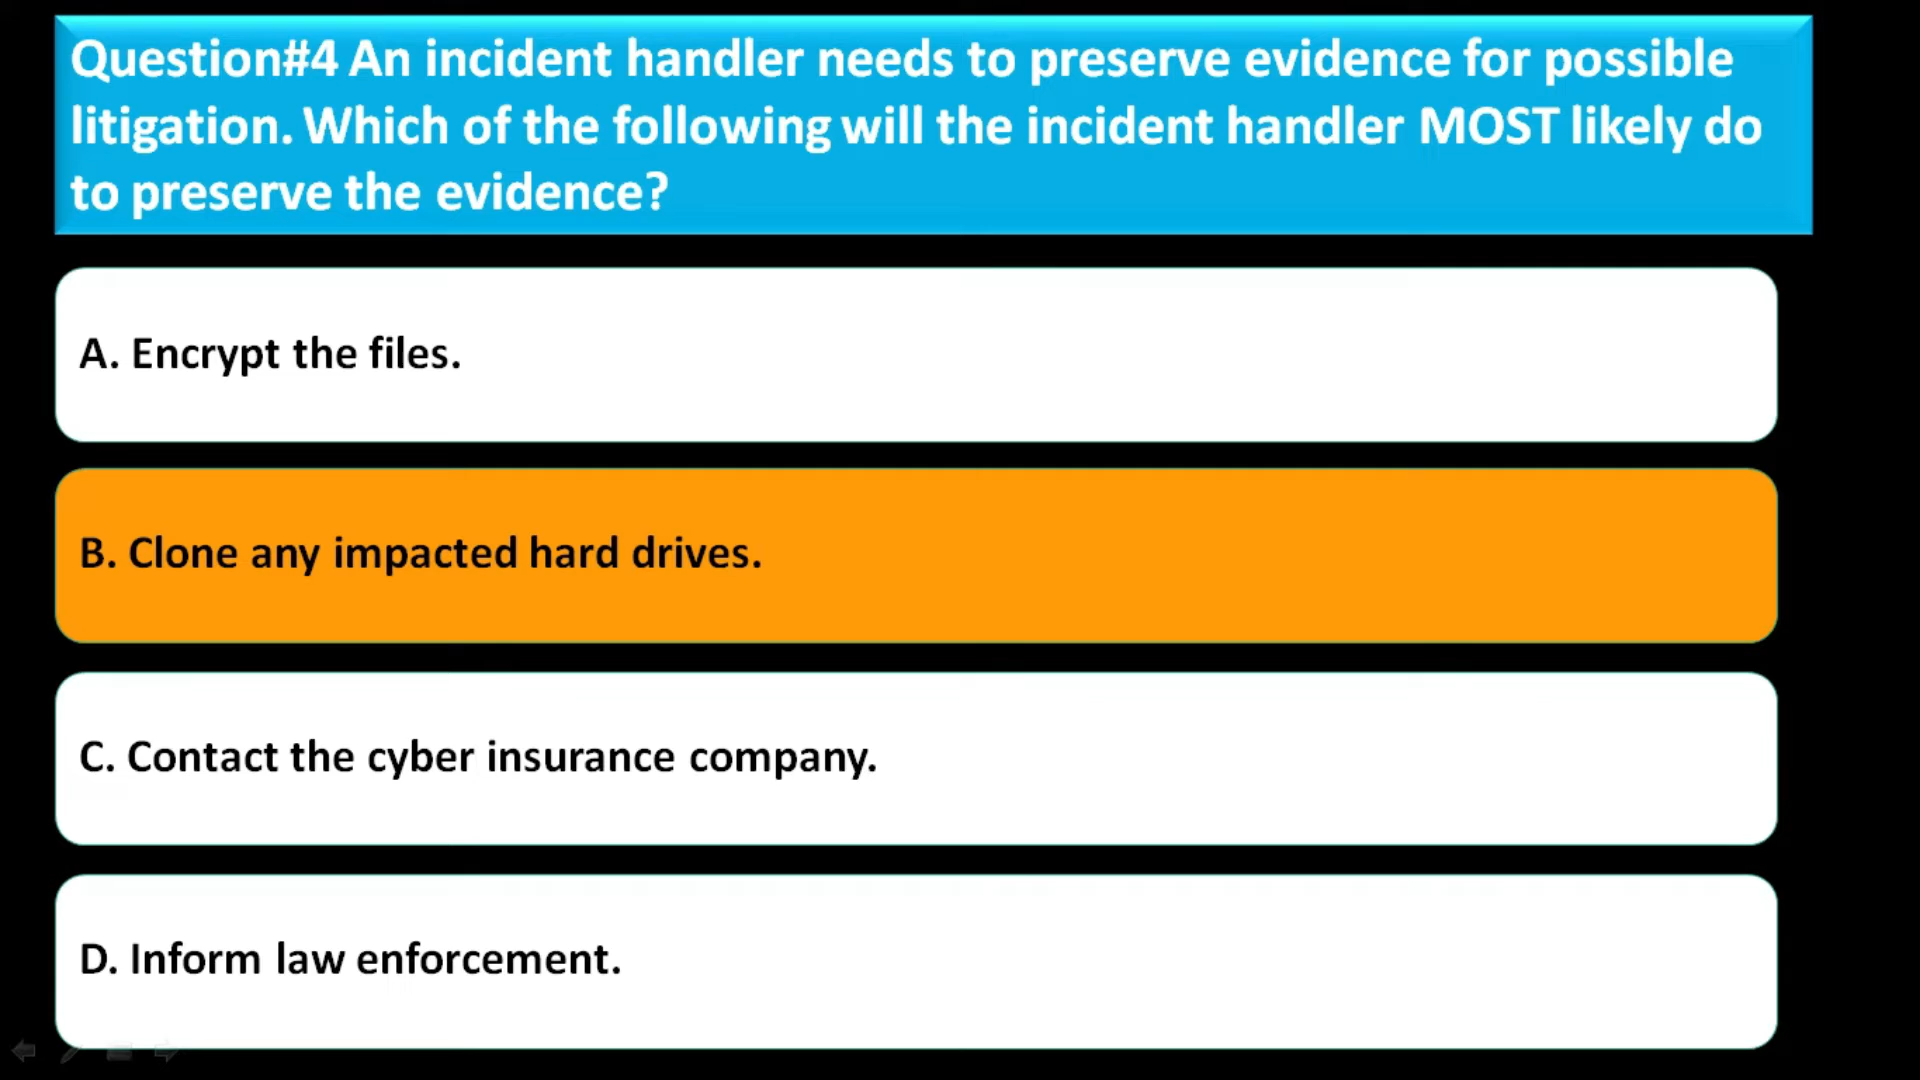 Question#4 An incident handler needs to preserve evidence for possible
litigation. Which of the following will the incident handler MOST likely do
to preserve the evidence?
A. Encrypt the files.
B. Clone any impacted hard drives.
C. Contact the cyber insurance company.
D. Inform law enforcement.